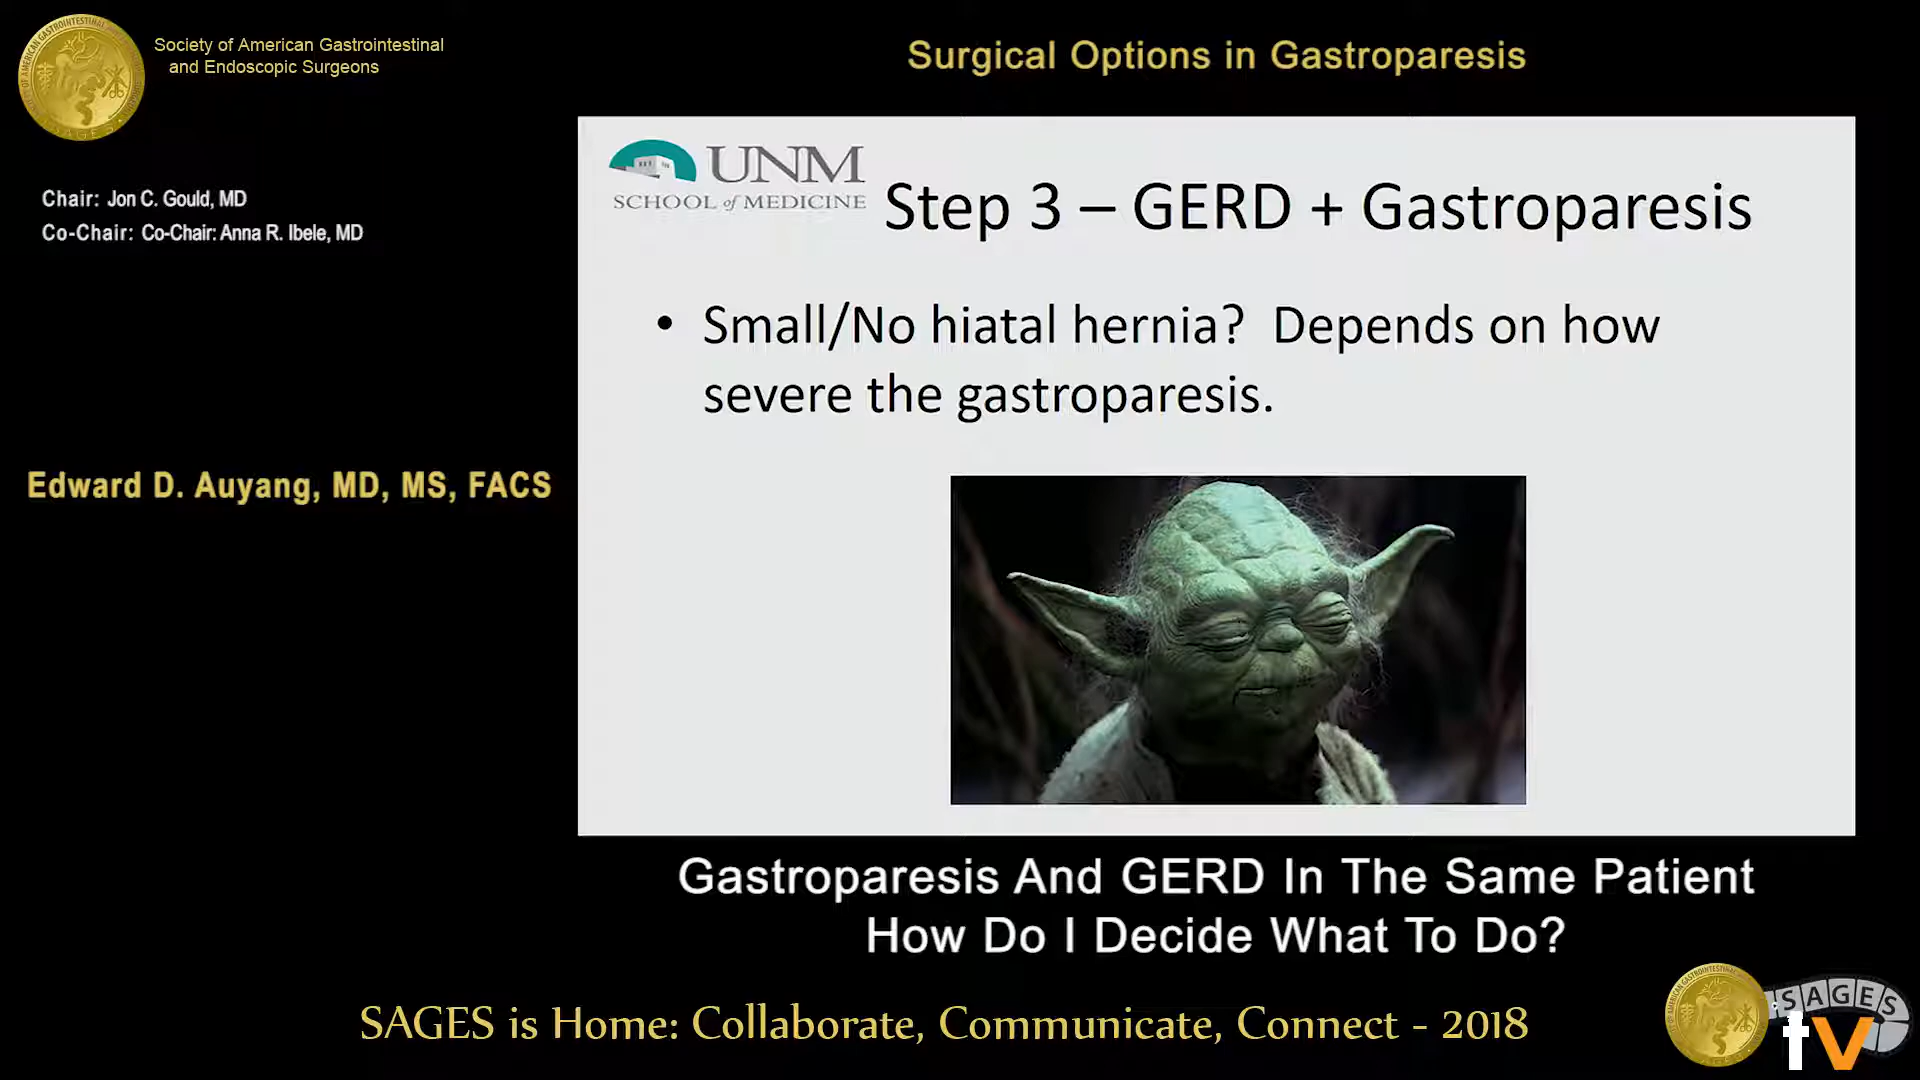 Society of American Gastrointestinal
and Endoscopic Surgeons
Surgical Options in Gastroparesis
Chair: Jon C. Gould, MD
Co-Chair: Co-Chair: Anna R. Ibele, MD
Edward D. Auyang, MD, MS, FACS
UNM
SCHOOL of MEDICINE
Step 3 – GERD + Gastroparesis
• Small/No hiatal hernia? Depends on how
severe the gastroparesis.
Gastroparesis And GERD In The Same Patient
How Do I Decide What To Do?
SAGES is Home: Collaborate, Communicate, Connect - 2018
SAGES
tv